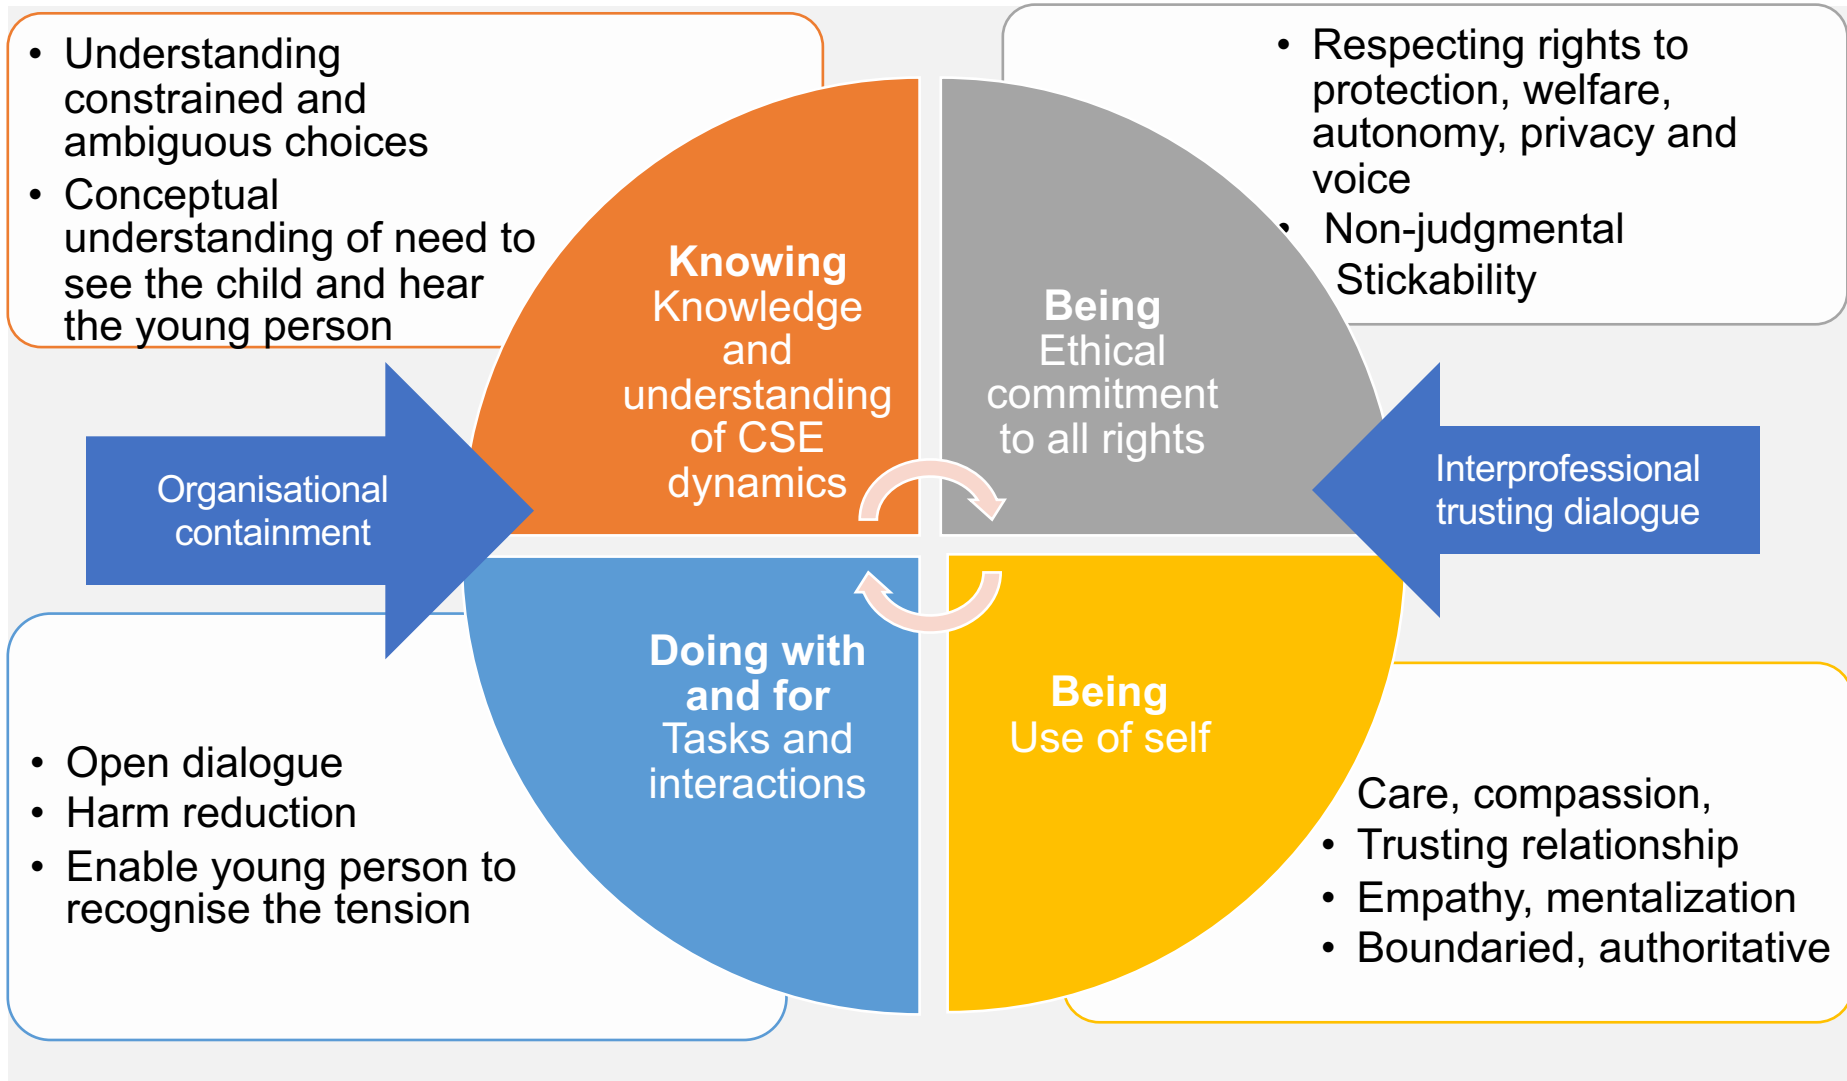 • Understanding
constrained and
ambiguous choices
• Conceptual
understanding of need to
see the child and hear
the young person
• Respecting rights to
protection, welfare,
autonomy, privacy and
voice
• Non-judgmental
Stickability
Knowing
Knowledge
and
understanding
of CSE
dynamics
Being
Ethical
commitment
to all rights
Organisational
containment
Interprofessional
trusting dialogue
Doing with
and for
Tasks and
interactions
Being
Use of self
• Open dialogue
• Harm reduction
• Enable young person to
recognise the tension
Care, compassion,
• Trusting relationship
• Empathy, mentalization
• Boundaried, authoritative